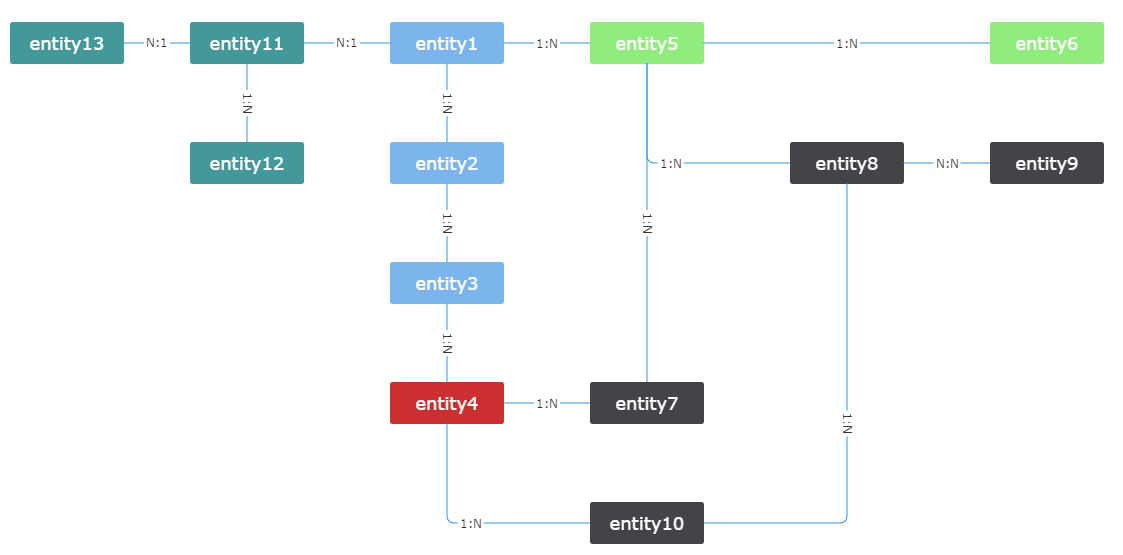 entity13 N:1 entity11 N:1 entity1 1:N entity5 1:N entity6
1:N 1:N
entity12 entity2 1:N entity8 N:N entity9
1:N 1:N
entity3
1:N
entity4 1:N entity7
1:N
1:N entity10